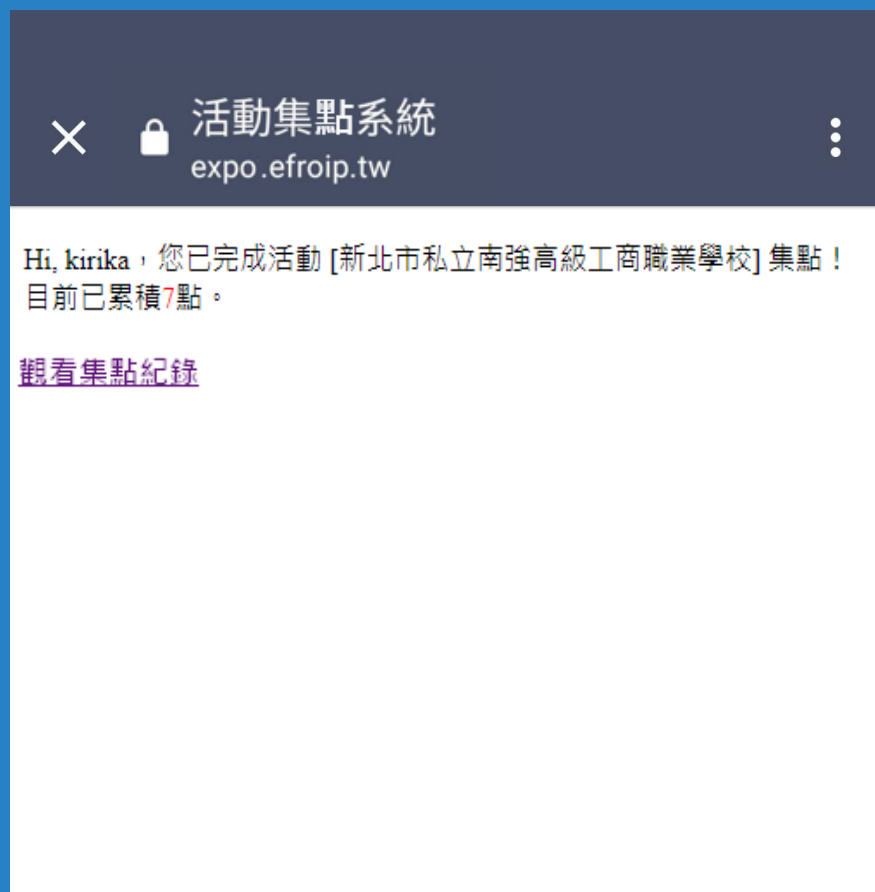 活動集點系統
expo.efroip.tw
Hi, kirika，您已完成活動 [新北市私立南強高級工商職業學校] 集點！
目前已累積7點。
觀看集點紀錄